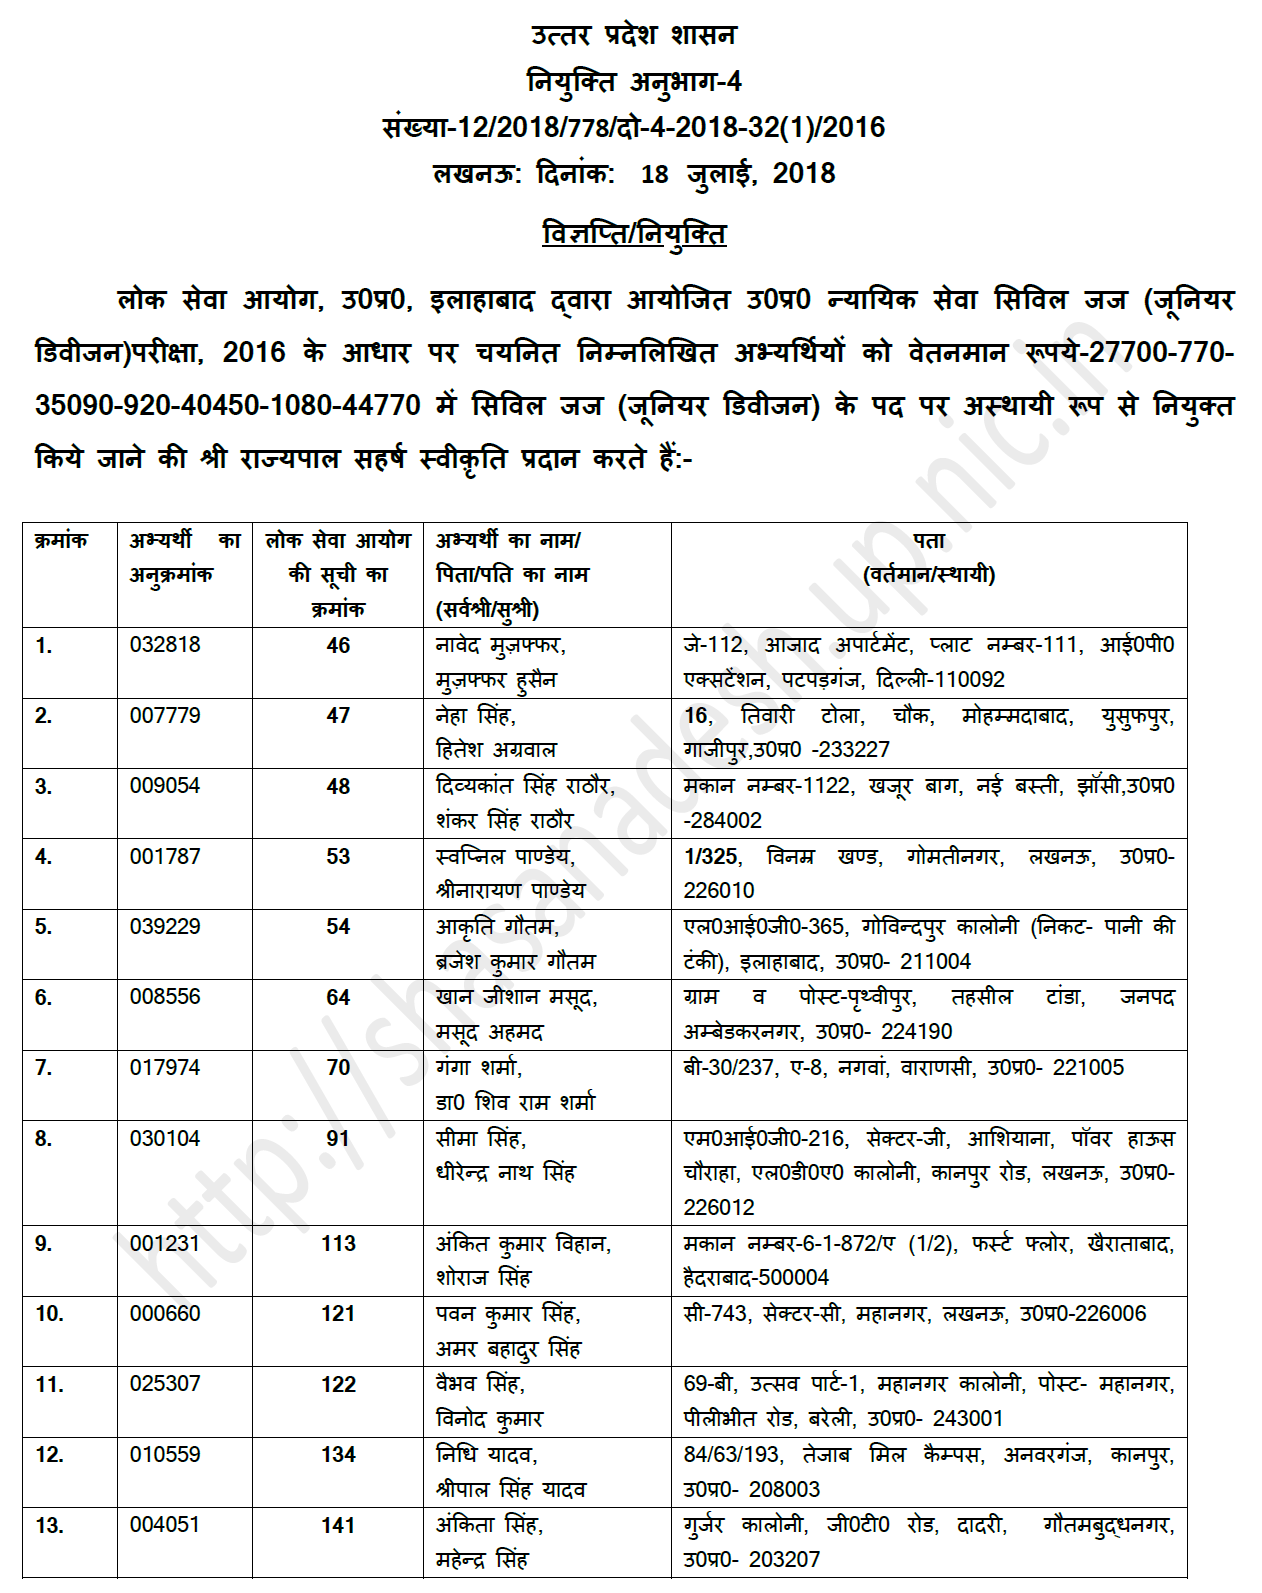 उत्तर प्रदेश शासन
नियुक्ति अनुभाग-4
संख्या-12/2018/778/दो-4-2018-32(1)/2016
लखनऊ: दिनांक: 18 जुलाई, 2018
विज्ञप्ति/नियुक्ति
लोक सेवा आयोग, उ0प्र0, इलाहाबाद द्वारा आयोजित उ0प्र0 न्यायिक सेवा सिविल जज (जूनियर
डिवीजन)परीक्षा, 2016 के आधार पर चयनित निम्नलिखित अभ्यर्थियों को वेतनमान रूपये-27700-770-
35090-920-40450-1080-44770 में सिविल जज (जूनियर डिवीजन) के पद पर अस्थायी रूप से नियुक्त
किये जाने की श्री राज्यपाल सहर्ष स्वीकृति प्रदान करते हैं:-
क्रमांक अभ्यर्थी का लोक सेवा आयोग अभ्यर्थी का नाम/ पता
अनुक्रमांक की सूची का पिता/पति का नाम (वर्तमान/स्थायी)
क्रमांक (सर्वश्री/सुश्री)
1. 032818 46 नावेद मुज़फ्फर, जे-112, आजाद अपार्टमेंट, प्लाट नम्बर-111, आई0पी0
मुज़फ्फर हुसैन एक्सटेंशन, पटपड़गंज, दिल्ली-110092
2. 007779 47 नेहा सिंह, 16, तिवारी टोला, चौक, मोहम्मदाबाद, युसुफपुर,
हितेश अग्रवाल गाजीपुर,उ0प्र0 -233227
3. 009054 48 दिव्यकांत सिंह राठौर, मकान नम्बर-1122, खजूर बाग, नई बस्ती, झॉंसी,उ0प्र0
शंकर सिंह राठौर -284002
4. 001787 53 स्वप्निल पाण्डेय, 1/325, विनम्र खण्ड, गोमतीनगर, लखनऊ, उ0प्र0-
श्रीनारायण पाण्डेय 226010
5. 039229 54 आकृति गौतम, एल0आई0जी0-365, गोविन्दपुर कालोनी (निकट- पानी की
ब्रजेश कुमार गौतम टंकी), इलाहाबाद, उ0प्र0- 211004
6. 008556 64 खान जीशान मसूद, ग्राम व पोस्ट-पृथ्वीपुर, तहसील टांडा, जनपद
मसूद अहमद अम्बेडकरनगर, उ0प्र0- 224190
7. 017974 70 गंगा शर्मा, बी-30/237, ए-8, नगवां, वाराणसी, उ0प्र0- 221005
डा0 शिव राम शर्मा
8. 030104 91 सीमा सिंह, एम0आई0जी0-216, सेक्टर-जी, आशियाना, पॉवर हाऊस
धीरेन्द्र नाथ सिंह चौराहा, एल0डी0ए0 कालोनी, कानपुर रोड, लखनऊ, उ0प्र0-
226012
9. 001231 113 अंकित कुमार विहान, मकान नम्बर-6-1-872/ए (1/2), फर्स्ट फ्लोर, खैराताबाद,
शोराज सिंह हैदराबाद-500004
10. 000660 121 पवन कुमार सिंह, सी-743, सेक्टर-सी, महानगर, लखनऊ, उ0प्र0-226006
अमर बहादुर सिंह
11. 025307 122 वैभव सिंह, 69-बी, उत्सव पार्ट-1, महानगर कालोनी, पोस्ट- महानगर,
विनोद कुमार पीलीभीत रोड, बरेली, उ0प्र0- 243001
12. 010559 134 निधि यादव, 84/63/193, तेजाब मिल कैम्पस, अनवरगंज, कानपुर,
श्रीपाल सिंह यादव उ0प्र0- 208003
13. 004051 141 अंकिता सिंह, गुर्जर कालोनी, जी0टी0 रोड, दादरी, गौतमबुद्धनगर,
महेन्द्र सिंह उ0प्र0- 203207
http://shasanadesh.up.nic.in